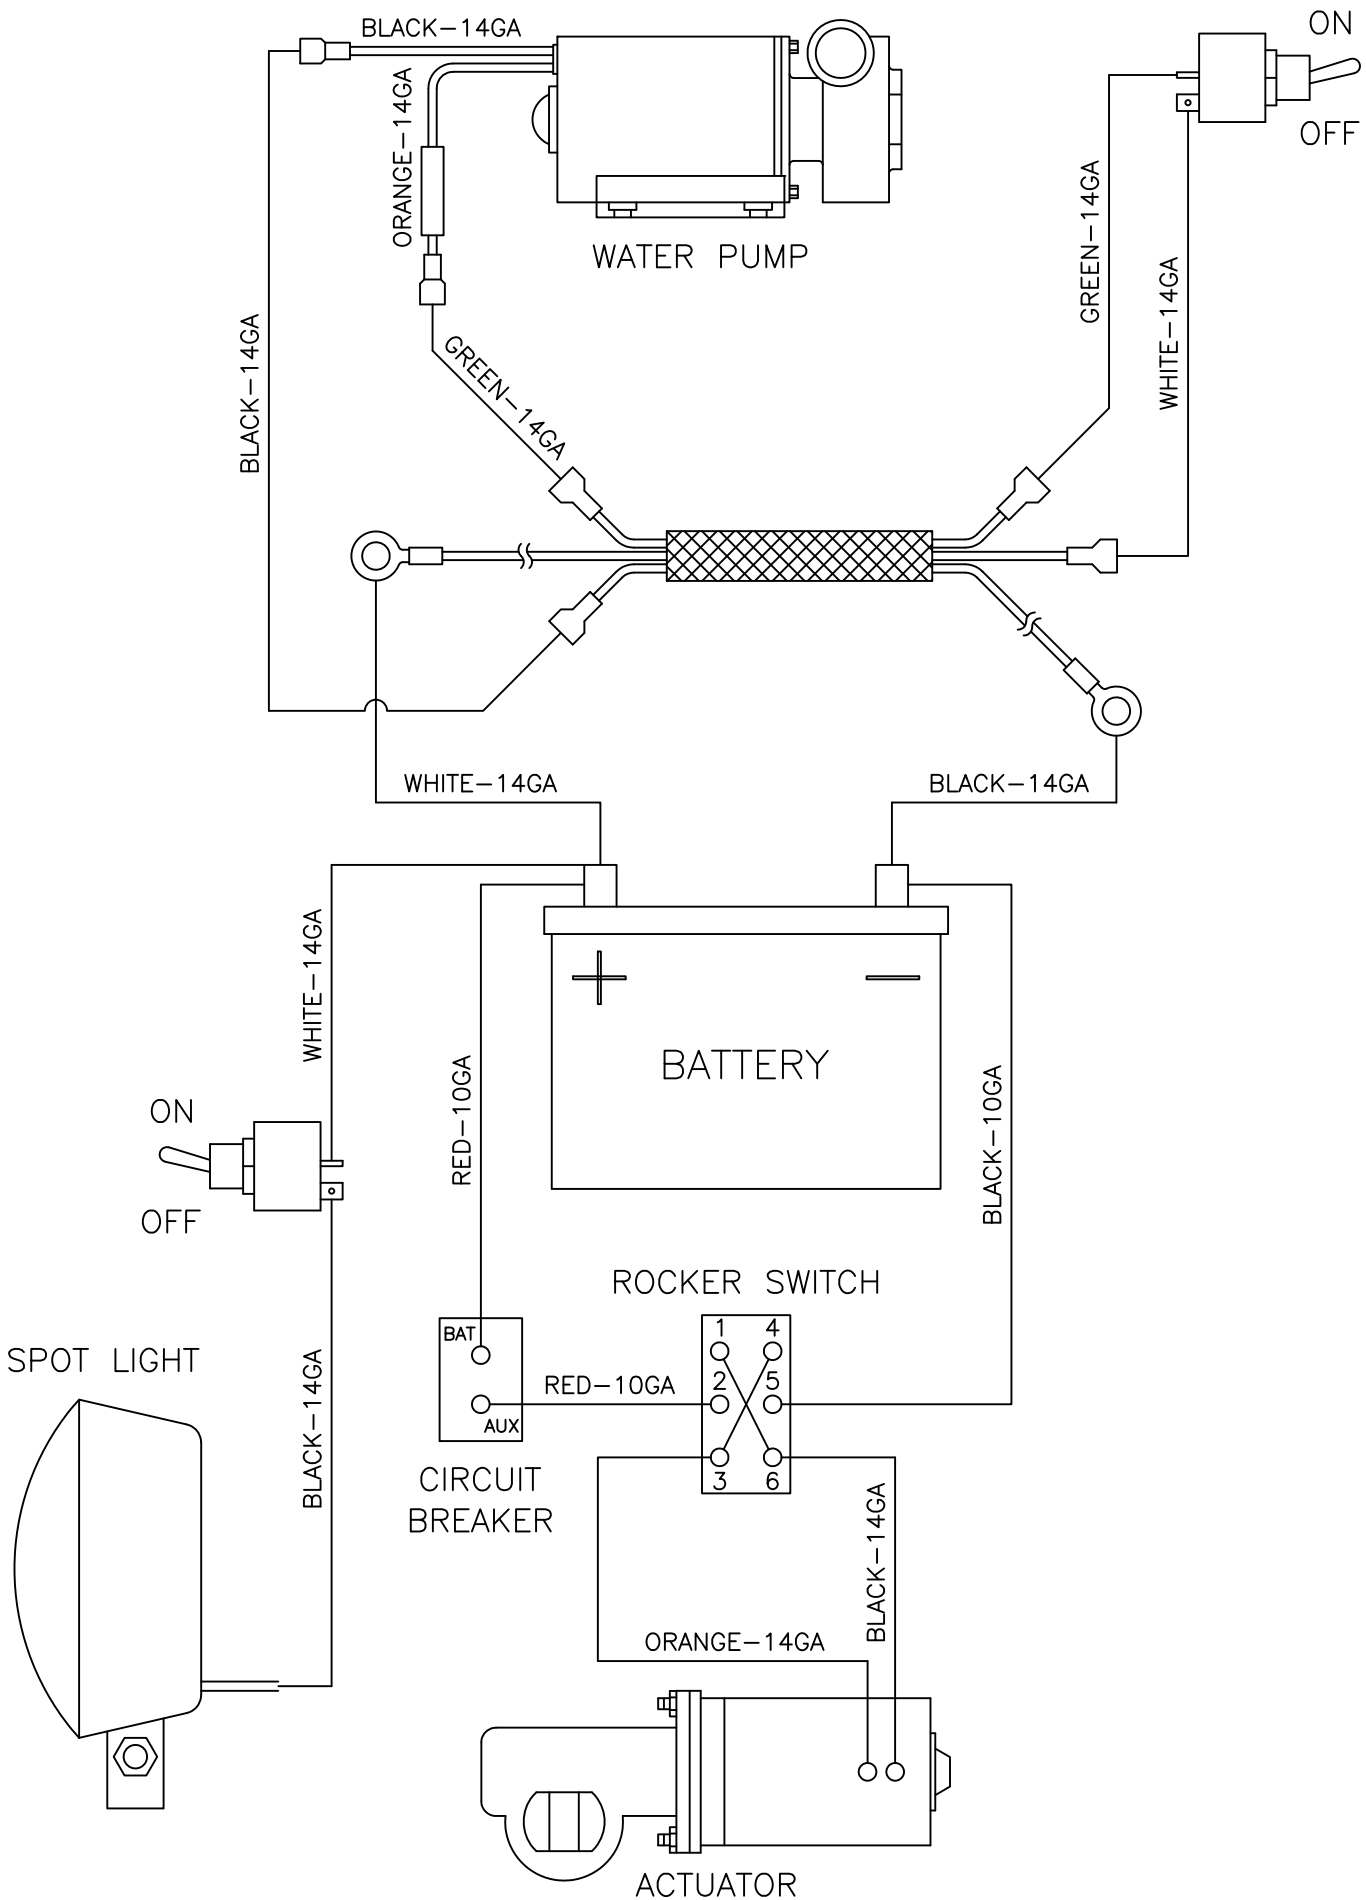 BLACK-14GA
ON
ORANGE-14GA
OFF
WATER PUMP
GREEN-14GA
WHITE-14GA
BLACK-14GA
GREEN-14GA
WHITE-14GA
BLACK-14GA
WHITE-14GA
BATTERY
RED-10GA
BLACK-10GA
ON
OFF
ROCKER SWITCH
BAT
1 4
SPOT LIGHT
BLACK-14GA
RED-10GA
2 5
AUX
3 6
CIRCUIT
BREAKER
BLACK-14GA
ORANGE-14GA
ACTUATOR